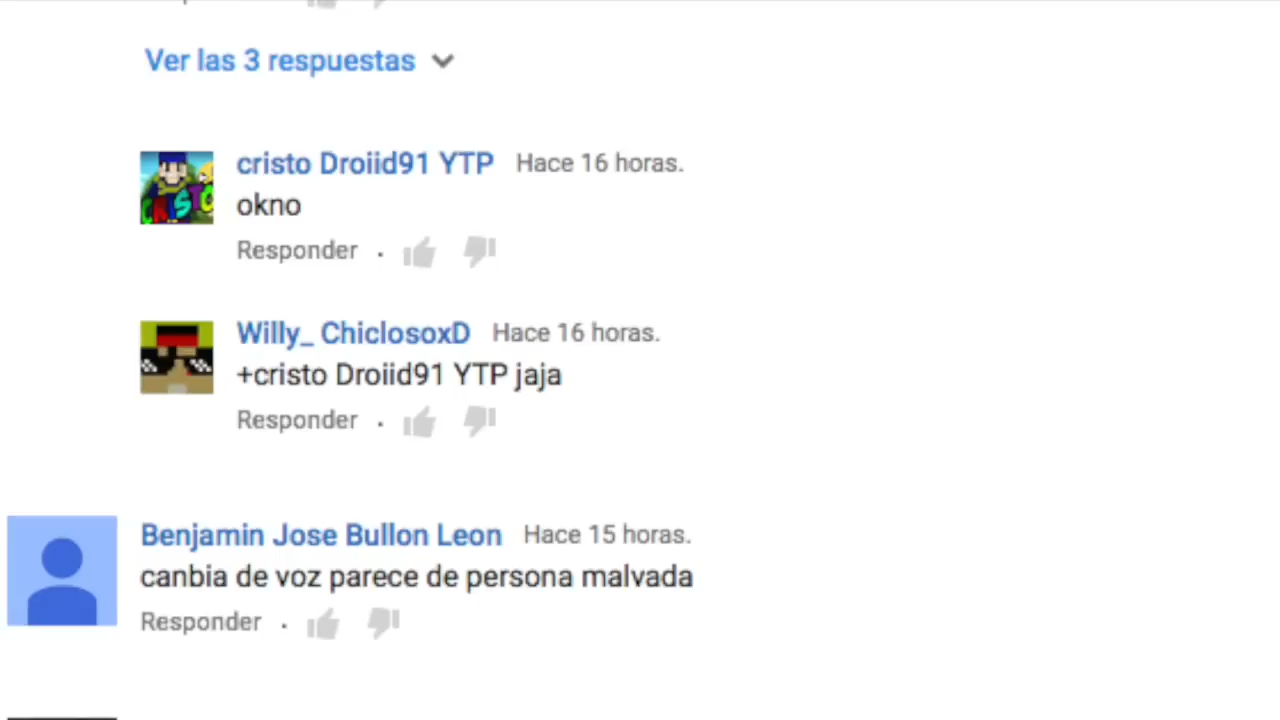 Ver las 3 respuestas
cristo Droiid91 YTP Hace 16 horas.
okno
Responder .
Willy_ ChiclosoxD Hace 16 horas.
+cristo Droiid91 YTP jaja
Responder .
Benjamin Jose Bullon Leon Hace 15 horas.
canbia de voz parece de persona malvada
Responder .